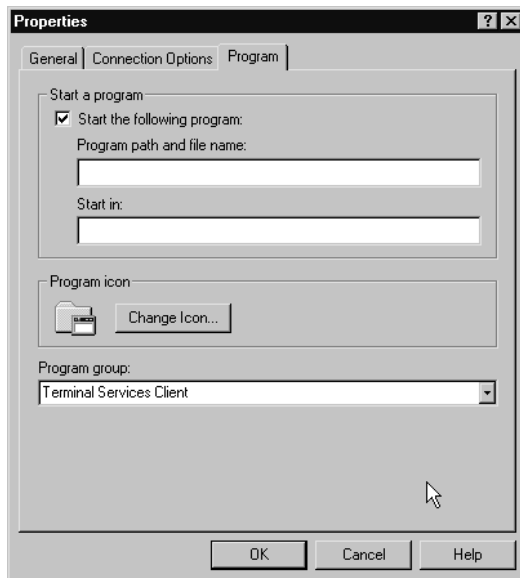 Properties
General
Connection Options
Program
Start a program
Start the following program:
Program path and file name:
Start in:
Program icon
Change Icon...
Program group:
Terminal Services Client
OK
Cancel
Help